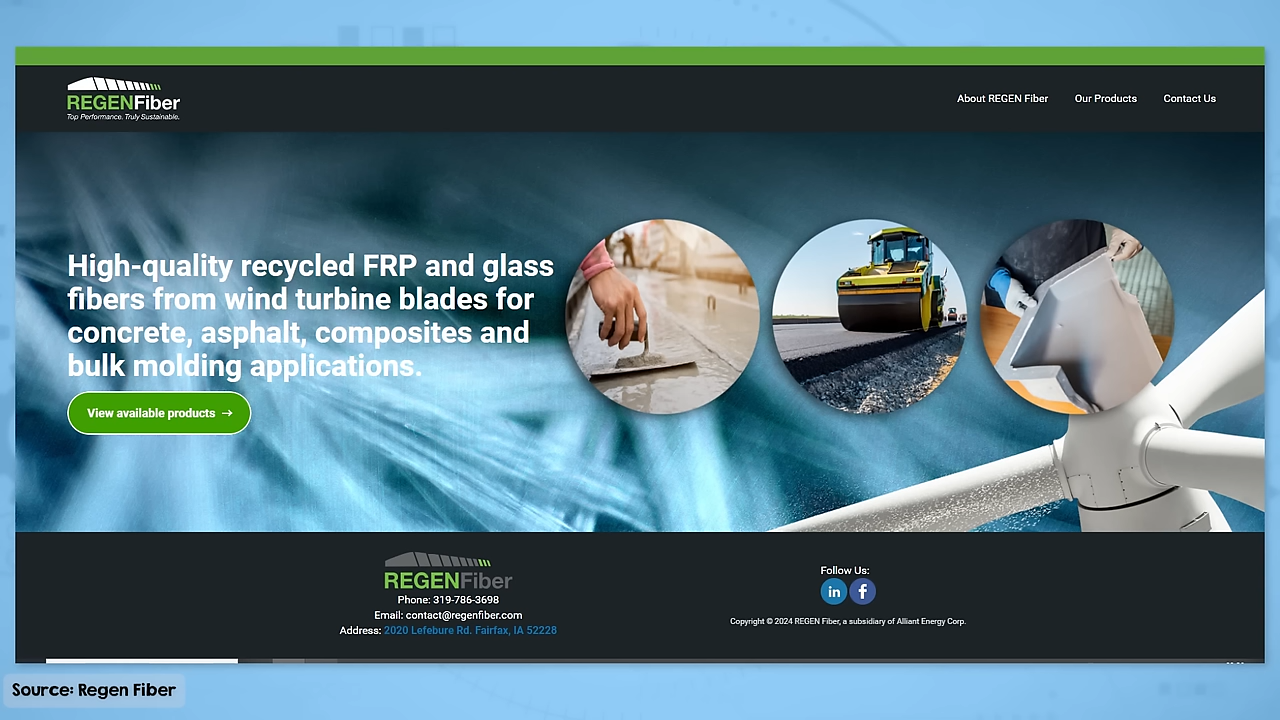 REGENFiber
Top Performance. Truly Sustainable.
About REGEN Fiber
Our Products
Contact Us
High-quality recycled FRP and glass
fibers from wind turbine blades for
concrete, asphalt, composites and
bulk molding applications.
View available products →
REGENFiber
Phone: 319-786-3698
Email: contact@regenfiber.com
Address: 2020 Lefebure Rd. Fairfax, IA 52228
Follow Us:
in f
Copyright © 2024 REGEN Fiber, a subsidiary of Alliant Energy Corp.
Source: Regen Fiber